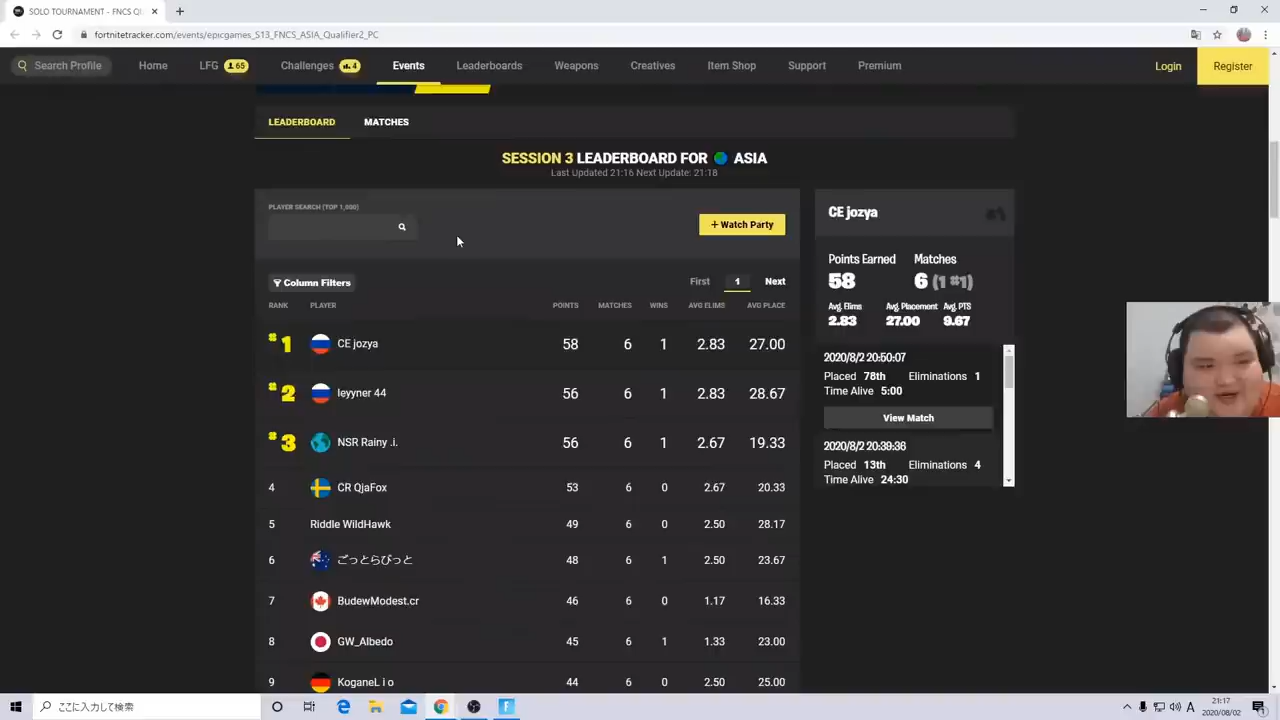 SOLO TOURNAMENT - FNCS QU
fortnitetracker.com/events/epicgames_S13_FNCS_ASIA_Qualifier2_PC
Search Profile
Home
LFG 65
Challenges 4
Events
Leaderboards
Weapons
Creatives
Item Shop
Support
Premium
Login
Register
LEADERBOARD
MATCHES
SESSION 3 LEADERBOARD FOR ASIA
Last Updated 21:16 Next Update: 21:18
PLAYER SEARCH (TOP 1,000)
+ Watch Party
Column Filters
First 1 Next
RANK PLAYER POINTS MATCHES WINS AVG ELIMS AVG PLACE
#1 CE jozya 58 6 1 2.83 27.00
#2 leyyner 44 56 6 1 2.83 28.67
#3 NSR Rainy .i. 56 6 1 2.67 19.33
4 CR QjaFox 53 6 0 2.67 20.33
5 Riddle WildHawk 49 6 0 2.50 28.17
6 ごっとらびっと 48 6 1 2.50 23.67
7 BudewModest.cr 46 6 0 1.17 16.33
8 GW_Albedo 45 6 1 1.33 23.00
9 KoganeL i o 44 6 0 2.50 25.00
CE jozya #1
Points Earned Matches
58 6 (1 #1)
Avg. Elims Avg. Placement Avg. PTS
2.83 27.00 9.67
2020/8/2 20:50:07
Placed 78th Eliminations 1
Time Alive 5:00
View Match
2020/8/2 20:39:36
Placed 13th Eliminations 4
Time Alive 24:30
ここに入力して検索
A
21:17
2020/08/02